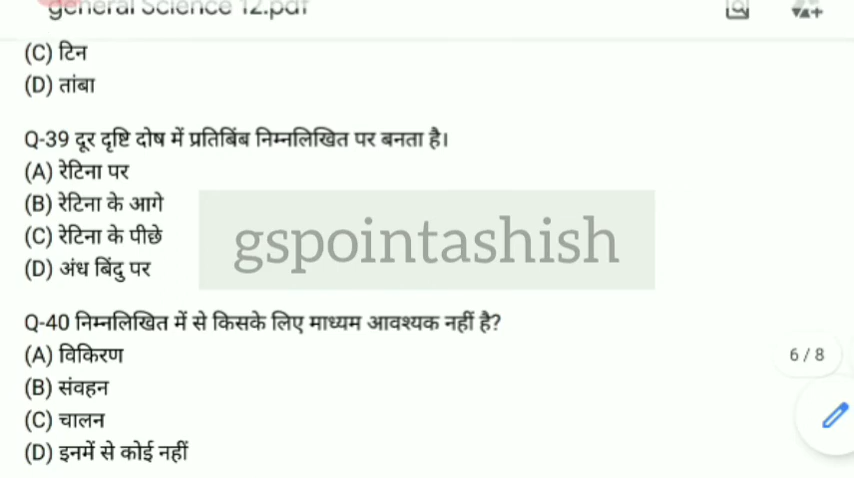 general Science 12.pdf
(C) टिन
(D) तांबा
Q-39 दूर दृष्टि दोष में प्रतिबिंब निम्नलिखित पर बनता है।
(A) रेटिना पर
(B) रेटिना के आगे
(C) रेटिना के पीछे
(D) अंध बिंदु पर
gspointashish
Q-40 निम्नलिखित में से किसके लिए माध्यम आवश्यक नहीं है?
(A) विकिरण
6 / 8
(B) संवहन
(C) चालन
(D) इनमें से कोई नहीं